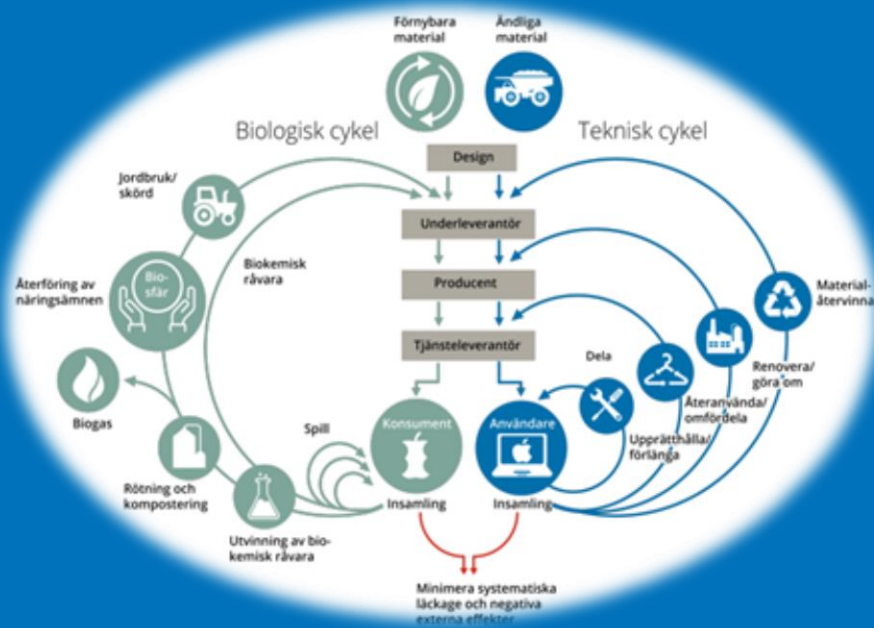 Förnybara
material
Ändliga
material
Biologisk cykel
Teknisk cykel
Design
Jordbruk/
skörd
Underleverantör
Biokemisk
råvara
Bio-
sfär
Återföring av
näringsämnen
Producent
Material-
återvinna
Tjänsteleverantör
Dela
Renovera/
göra om
Återanvända/
omfördela
Biogas
Spill
Konsument
Användare
Upprätthålla/
förlänga
Rötning och
kompostering
Insamling
Insamling
Utvinning av bio-
kemisk råvara
Minimera systematiska
läckage och negativa
externa effekter